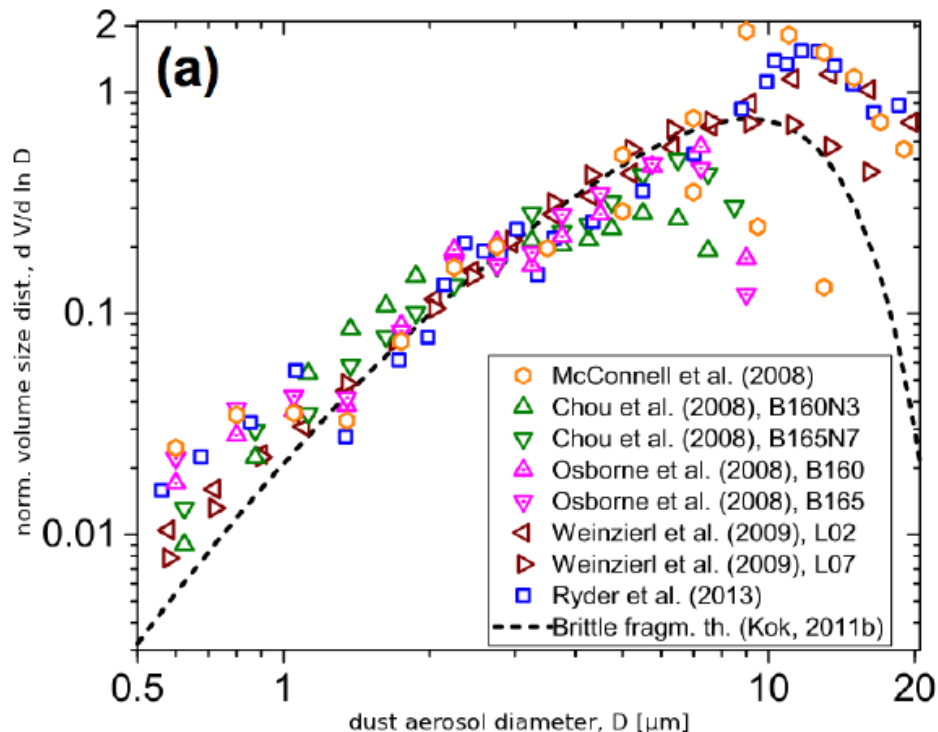 (a)
norm. volume size dist., d V/d ln D
2
1
0.1
0.01
McConnell et al. (2008)
Chou et al. (2008), B160N3
Chou et al. (2008), B165N7
Osborne et al. (2008), B160
Osborne et al. (2008), B165
Weinzierl et al. (2009), L02
Weinzierl et al. (2009), L07
Ryder et al. (2013)
Brittle fragm. th. (Kok, 2011b)
0.5 1 10 20
dust aerosol diameter, D [µm]